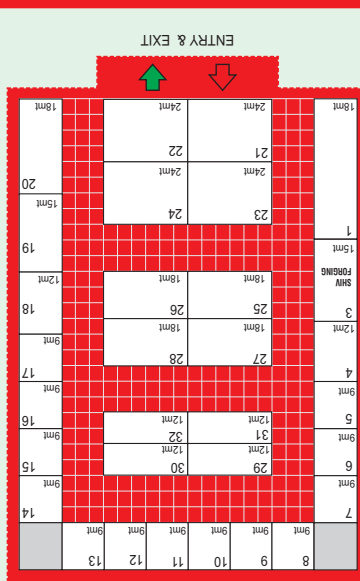 8 9 10 11 12 13
9mt 9mt 9mt 9mt 9mt 9mt
7
9mt
6
9mt
5
9mt
4
12mt
3
SHIV
FORGING
15mt
1
18mt
29 30
12mt 12mt
31 32
12mt 12mt
27 28
18mt 18mt
25 26
18mt 18mt
23 24
24mt 24mt
21 22
24mt 24mt
14
9mt
15
9mt
16
9mt
17
9mt
18
12mt
19
15mt
20
18mt
ENTRY & EXIT